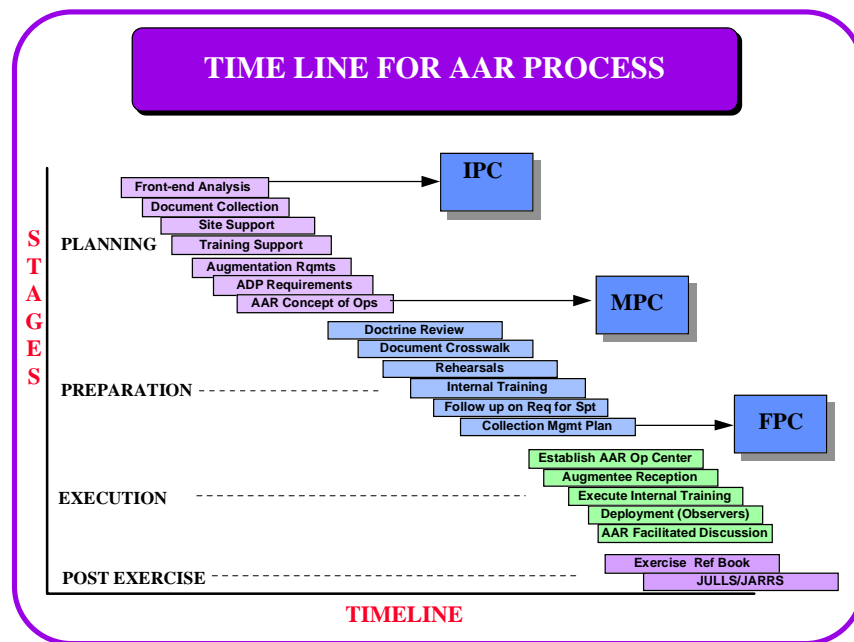 TIME LINE FOR AAR PROCESS
IPC
Front-end Analysis
Document Collection
Site Support
PLANNING
Training Support
Augmentation Rqmts
ADP Requirements
AAR Concept of Ops
MPC
STAGES
Doctrine Review
Document Crosswalk
Rehearsals
PREPARATION
Internal Training
Follow up on Req for Spt
Collection Mgmt Plan
FPC
Establish AAR Op Center
Augmentee Reception
EXECUTION
Execute Internal Training
Deployment (Observers)
AAR Facilitated Discussion
Exercise Ref Book
POST EXERCISE
JULLS/JARRS
TIMELINE